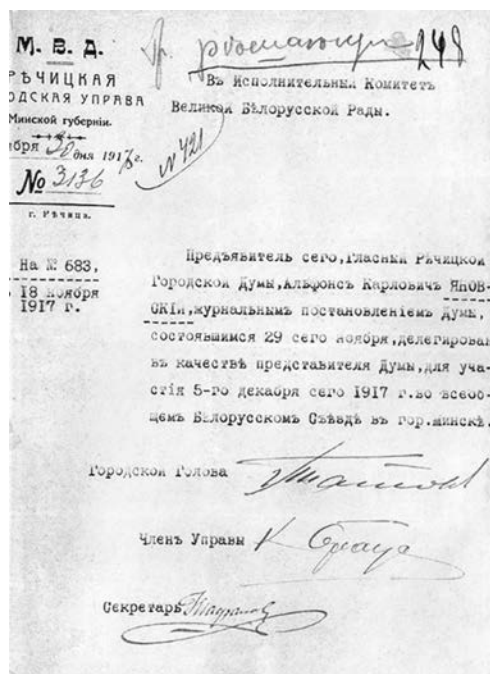 М. В. Д.
РѢЧИЦКАЯ
ОДСКАЯ УПРАВА
Минской губерніи.
ября 30 дня 1917 г.
№ 3136
г. Рѣчица.
На № 683,
18 ноября
1917 г.
248
Въ Исполнительный Комитетъ
Великой Бѣлорусской Рады.
N 421
Предъявитель сего, гласный Рѣчицкой
Городской Думы, Альфонсъ Карловичъ ЯНОВ-
СКІЙ, журнальнымъ постановленіемъ Думы,
состоявшимся 29 сего ноября, делегирован
въ качествѣ представителя Думы, для уча-
стія 5-го декабря сего 1917 г. во всеоб-
щемъ Бѣлорусскомъ Съѣздѣ въ гор. Минскѣ.
Городской Голова
Членъ Управы
Секретарь